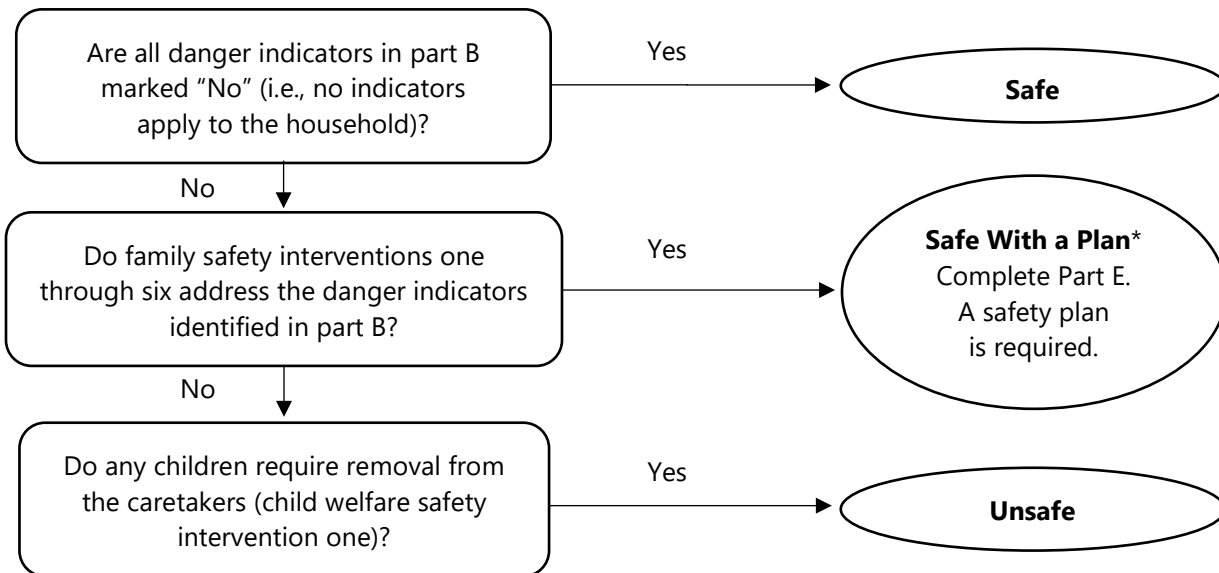 Are all danger indicators in part B
marked “No” (i.e., no indicators
apply to the household)?
Yes
Safe
No
Do family safety interventions one
through six address the danger indicators
identified in part B?
Yes
Safe With a Plan*
Complete Part E.
A safety plan
is required.
No
Do any children require removal from
the caretakers (child welfare safety
intervention one)?
Yes
Unsafe